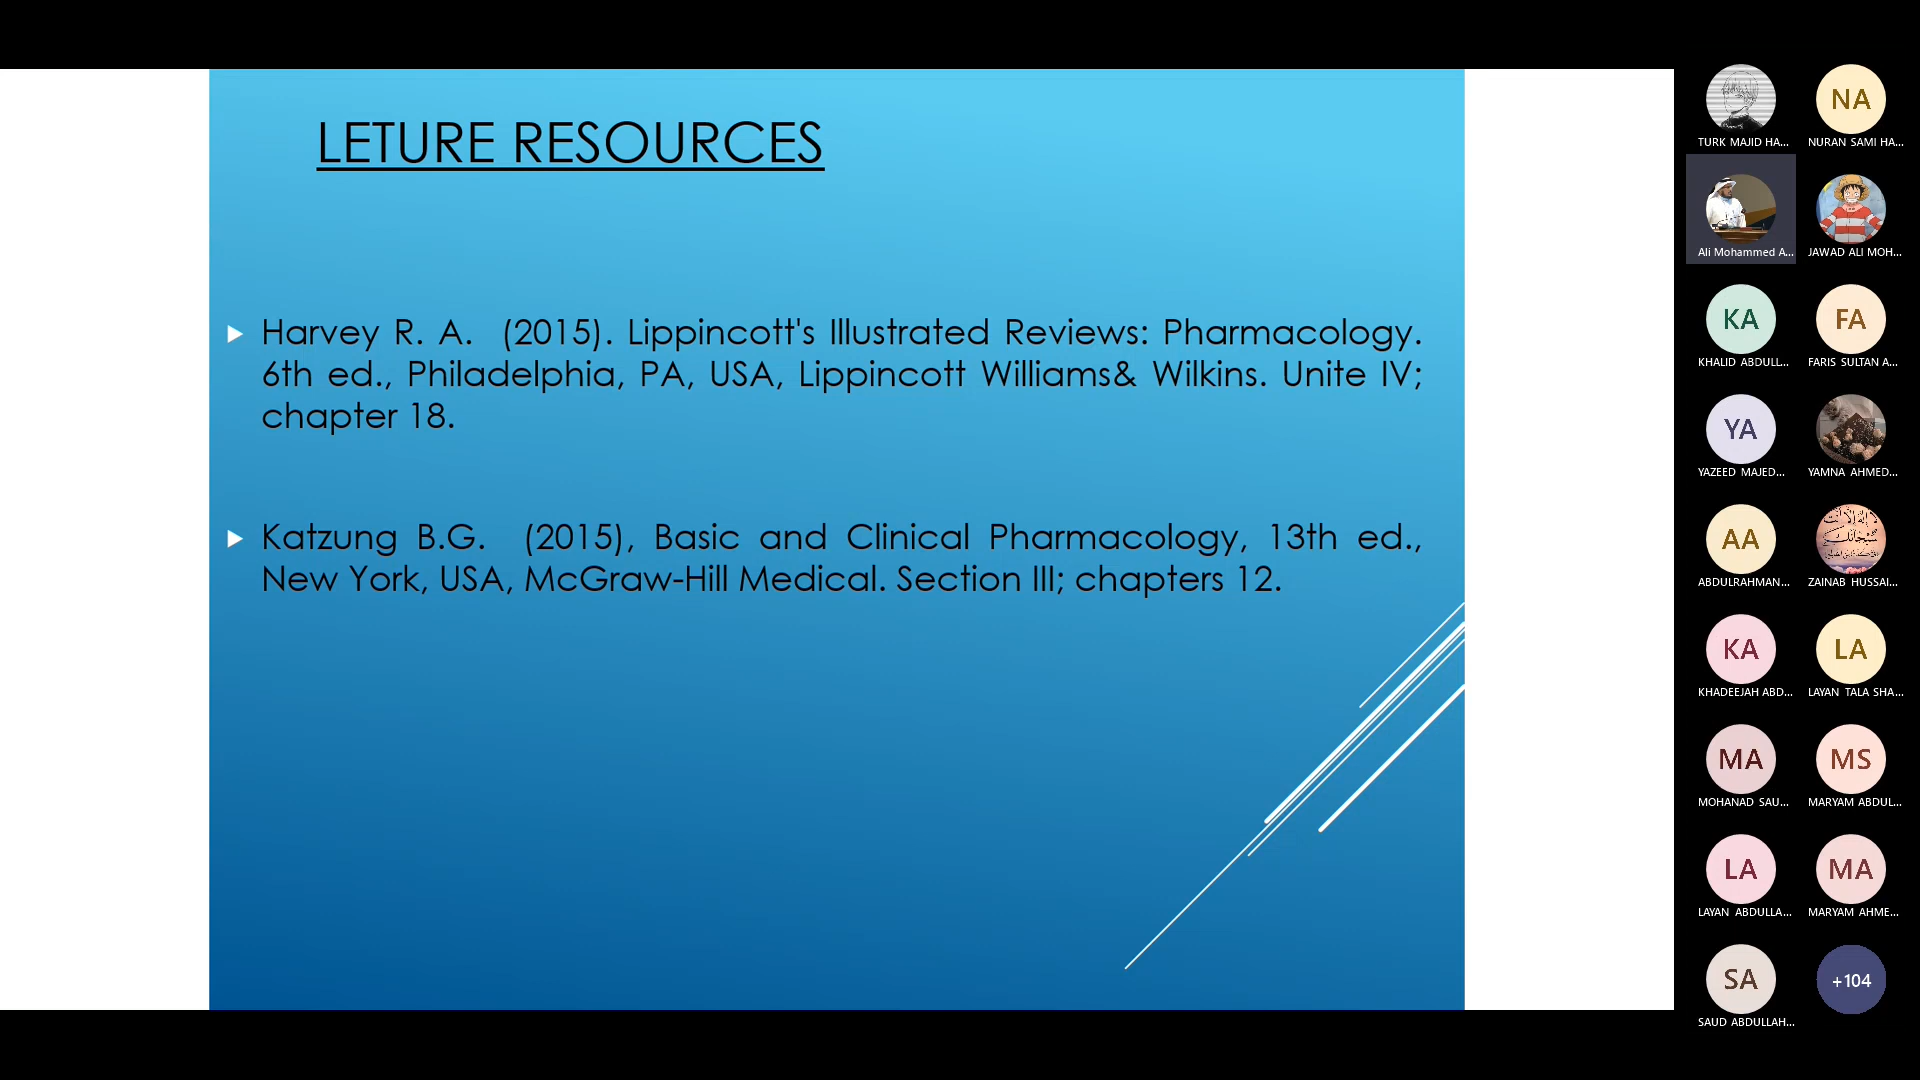 LETURE RESOURCES
Harvey R. A. (2015). Lippincott's Illustrated Reviews: Pharmacology.
6th ed., Philadelphia, PA, USA, Lippincott Williams& Wilkins. Unite IV;
chapter 18.
Katzung B.G. (2015), Basic and Clinical Pharmacology, 13th ed.,
New York, USA, McGraw-Hill Medical. Section III; chapters 12.
NA
TURK MAJID HA...
NURAN SAMI HA...
Ali Mohammed A...
JAWAD ALI MOH...
KA
FA
KHALID ABDULL...
FARIS SULTAN A...
YA
YAZEED MAJED...
YAMNA AHMED...
AA
ABDULRAHMAN...
ZAINAB HUSSAI...
KA
LA
KHADEEJAH ABD...
LAYAN TALA SHA...
MA
MS
MOHANAD SAU...
MARYAM ABDUL...
LA
MA
LAYAN ABDULLA...
MARYAM AHME...
SA
+104
SAUD ABDULLAH...